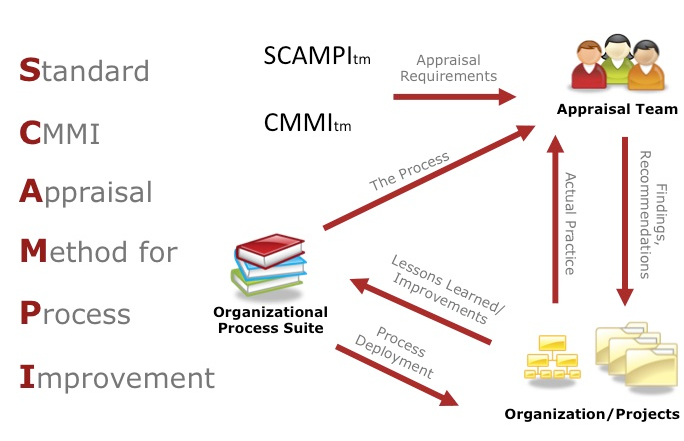 Standard
CMMI
Appraisal
Method for
Process
Improvement
SCAMPItm
CMMItm
Appraisal
Requirements
Appraisal Team
The Process
Actual Practice
Findings,
Recommendations
Lessons Learned/
Improvements
Organizational
Process Suite
Process
Deployment
Organization/Projects